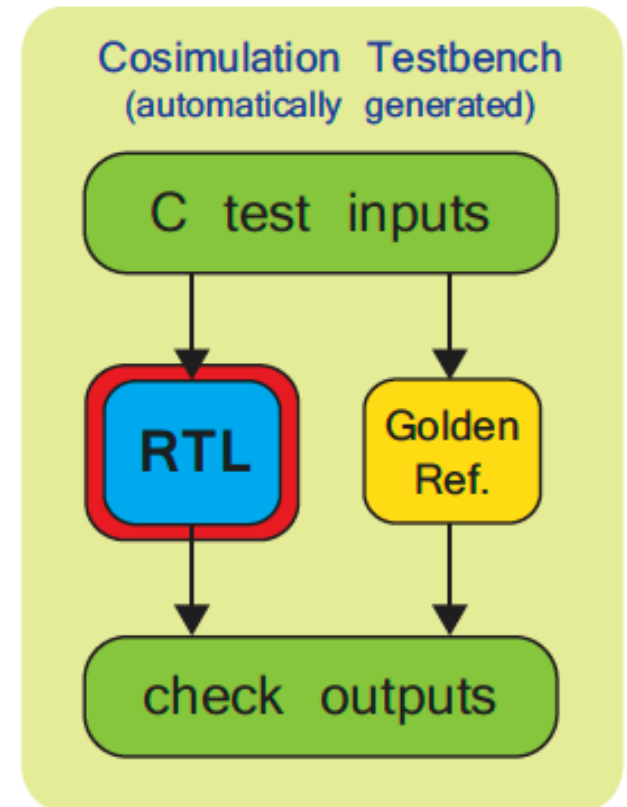 Cosimulation Testbench
(automatically generated)
C test inputs
RTL
Golden
Ref.
check outputs